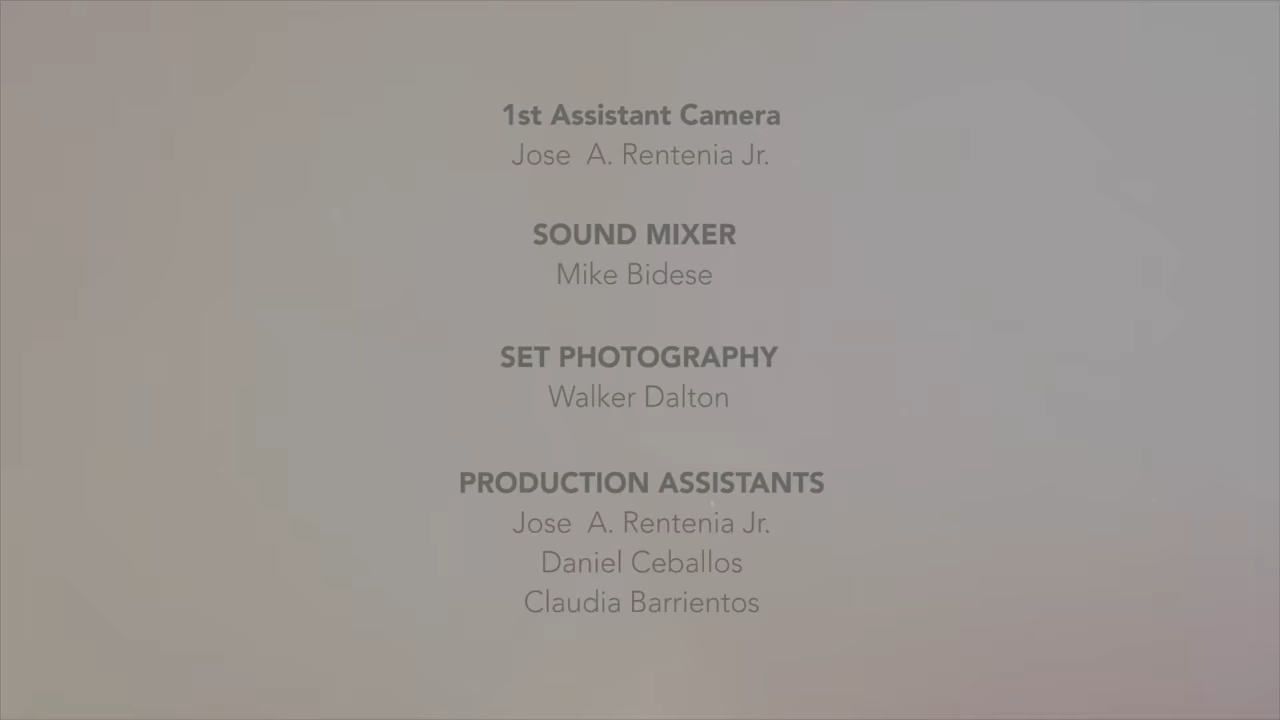 1st Assistant Camera
Jose  A. Rentenia Jr.
SOUND MIXER
Mike Bidese
SET PHOTOGRAPHY
Walker Dalton
PRODUCTION ASSISTANTS
Jose  A. Rentenia Jr.
Daniel Ceballos
Claudia Barrientos